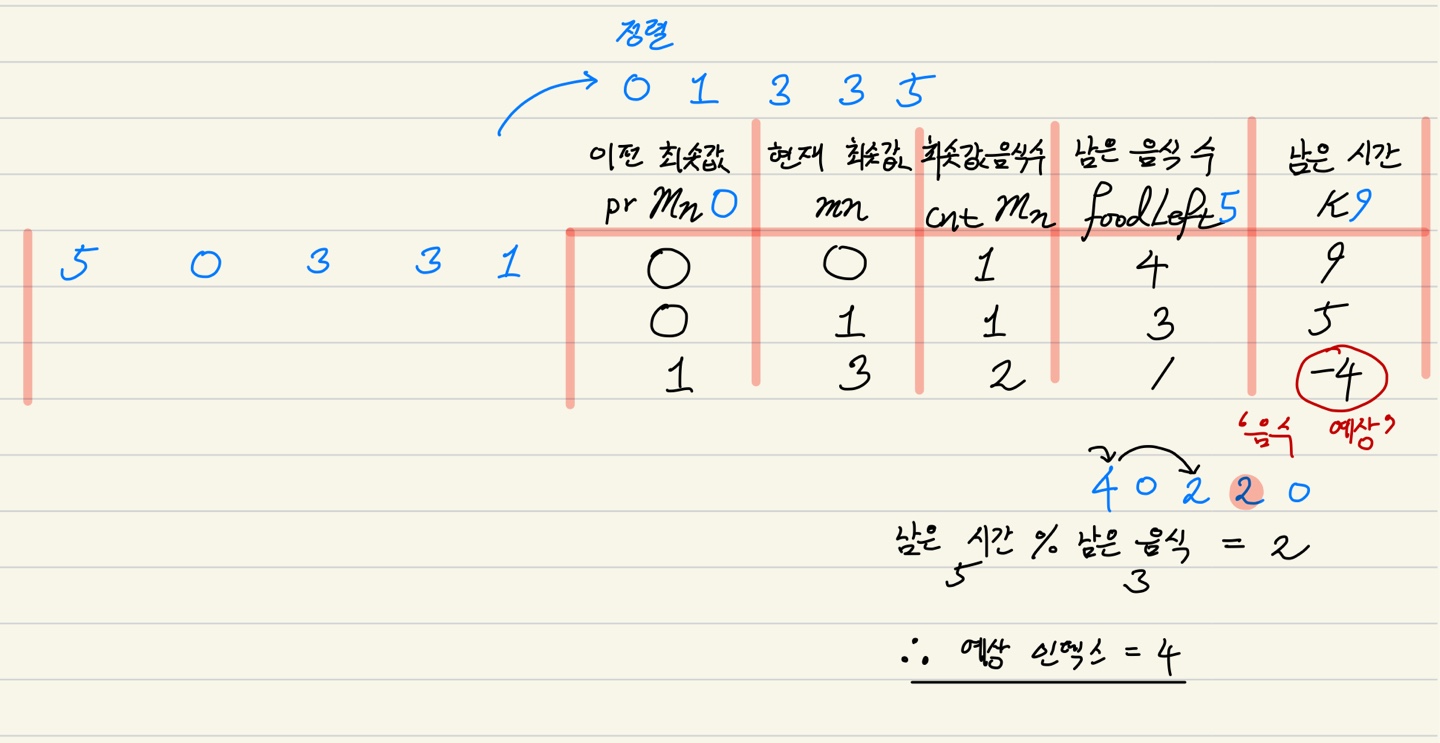 정렬
0 1 3 3 5
이전 최솟값 현재 최솟값 최솟값음식수 남은 음식 수 남은 시간
pr Mn 0 mn cnt Mn foodLeft 5 K 9
5 0 3 3 1 0 0 1 4 9
0 1 1 3 5
1 3 2 1 -4
‘음수 예상’
4 0 2 2 0
남은 시간 % 남은 음식 = 2
5 3
∴ 예상 인덱스 = 4